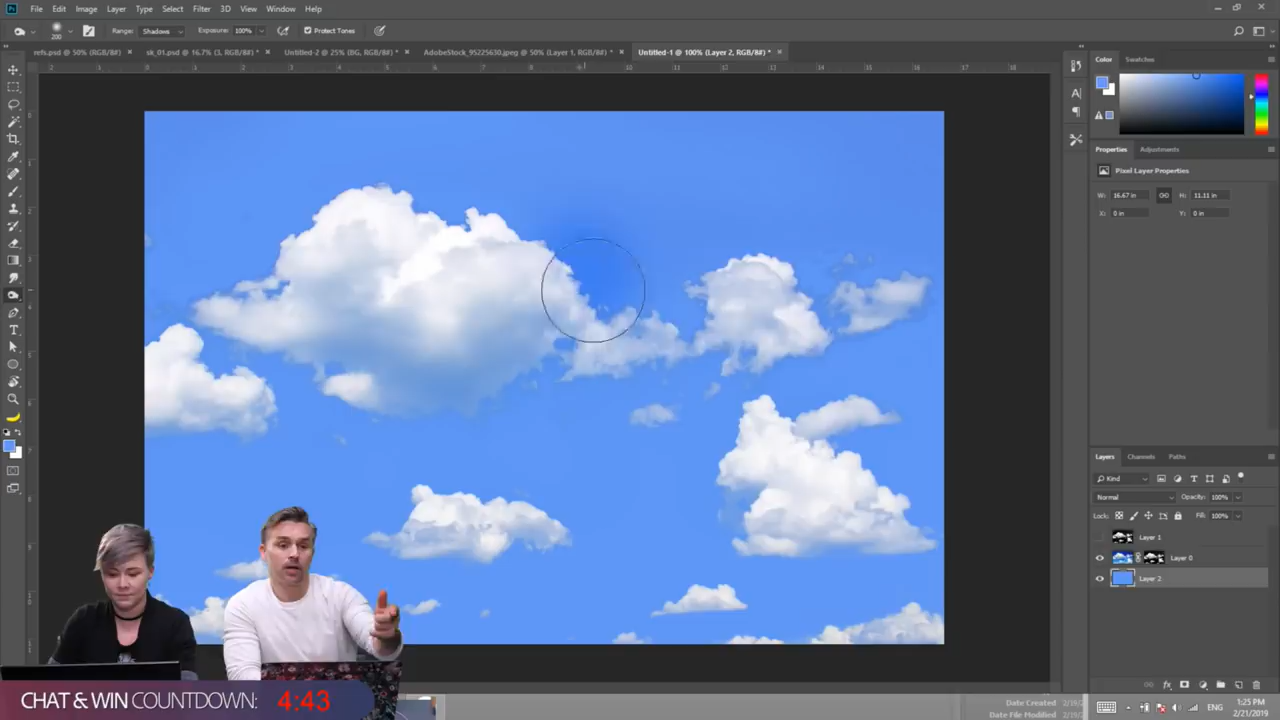 File Edit Image Layer Type Select Filter 3D View Window Help
200 Range: Shadows Exposure: 100% Protect Tones
refs.psd @ 50% (RGB/8#) × sk_01.psd @ 16.7% (3, RGB/8#) * × Untitled-2 @ 25% (BG, RGB/8#) * × AdobeStock_95225630.jpeg @ 50% (Layer 1, RGB/8#) * × Untitled-1 @ 100% (Layer 2, RGB/8#) * ×
Color Swatches
Properties Adjustments
Pixel Layer Properties
W: 16.67 in H: 11.11 in
X: 0 in Y: 0 in
Layers Channels Paths
Kind
Normal Opacity: 100%
Lock: Fill: 100%
Layer 1
Layer 0
Layer 2
CHAT & WIN COUNTDOWN: 4:43
Date Created
Date File Modified
ENG
1:25 PM
2/21/2019